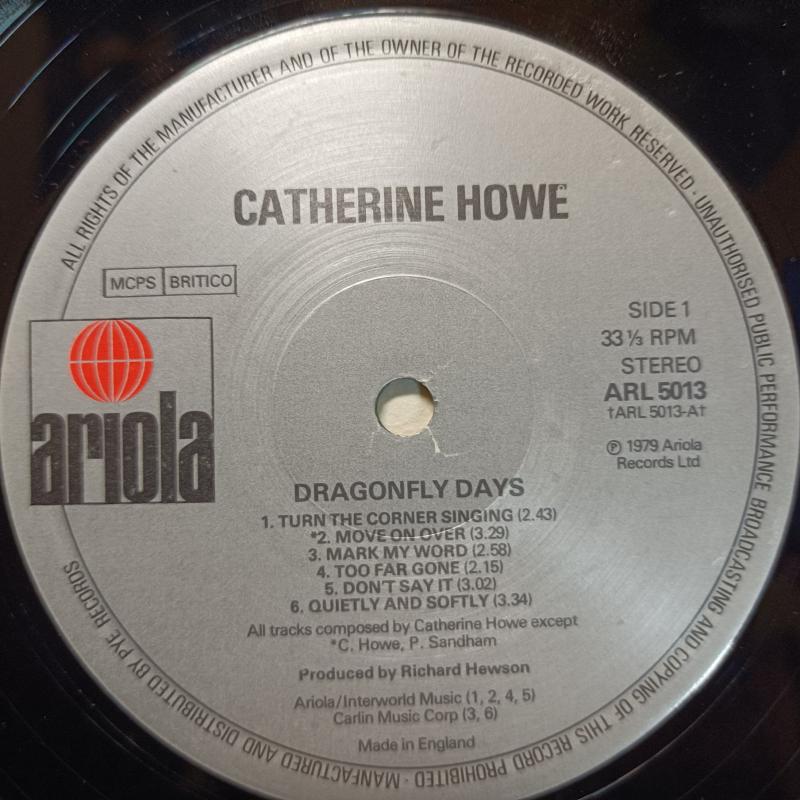 ALL RIGHTS OF THE MANUFACTURER AND OF THE OWNER OF THE RECORDED WORK RESERVED · UNAUTHORISED PUBLIC PERFORMANCE BROADCASTING AND COPYING OF THIS RECORD PROHIBITED · MANFACTURED AND DISTRIBUTED BY PYE RECORDS
CATHERINE HOWE
MCPS BRITICO
ariola
SIDE 1
33 ⅓ RPM
STEREO
ARL 5013
†ARL 5013-A†
℗ 1979 Ariola
Records Ltd
DRAGONFLY DAYS
1. TURN THE CORNER SINGING (2.43)
*2. MOVE ON OVER (3.29)
3. MARK MY WORD (2.58)
4. TOO FAR GONE (2.15)
5. DON'T SAY IT (3.02)
6. QUIETLY AND SOFTLY (3.34)
All tracks composed by Catherine Howe except
*C. Howe, P. Sandham
Produced by Richard Hewson
Ariola/Interworld Music (1, 2, 4, 5)
Carlin Music Corp (3, 6)
Made in England